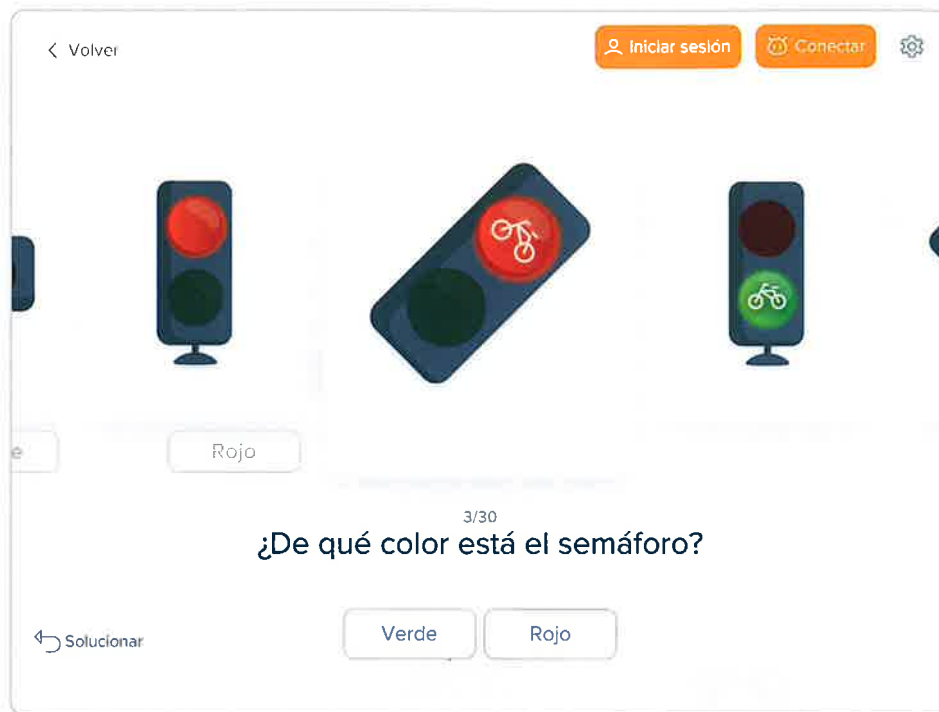 Volver
Iniciar sesión
Conectar
e
Rojo
3/30
¿De qué color está el semáforo?
Solucionar
Verde
Rojo